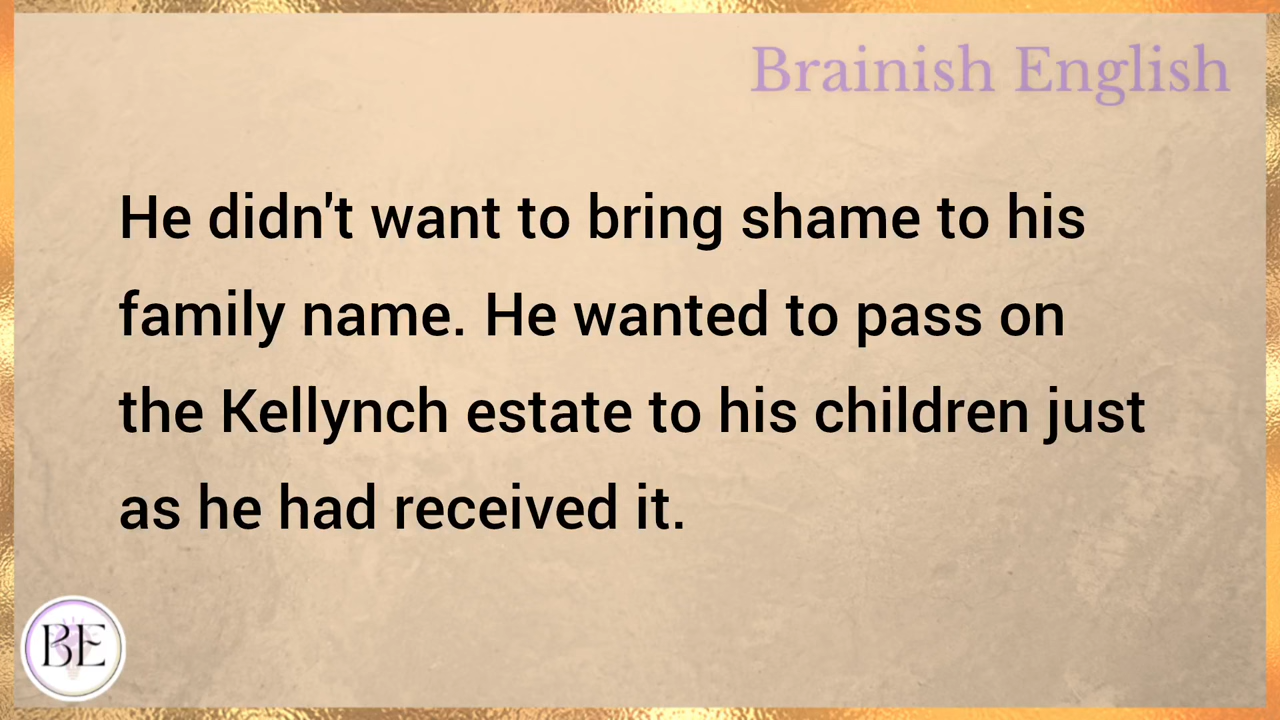 Brainish English
He didn't want to bring shame to his
family name. He wanted to pass on
the Kellynch estate to his children just
as he had received it.
BE